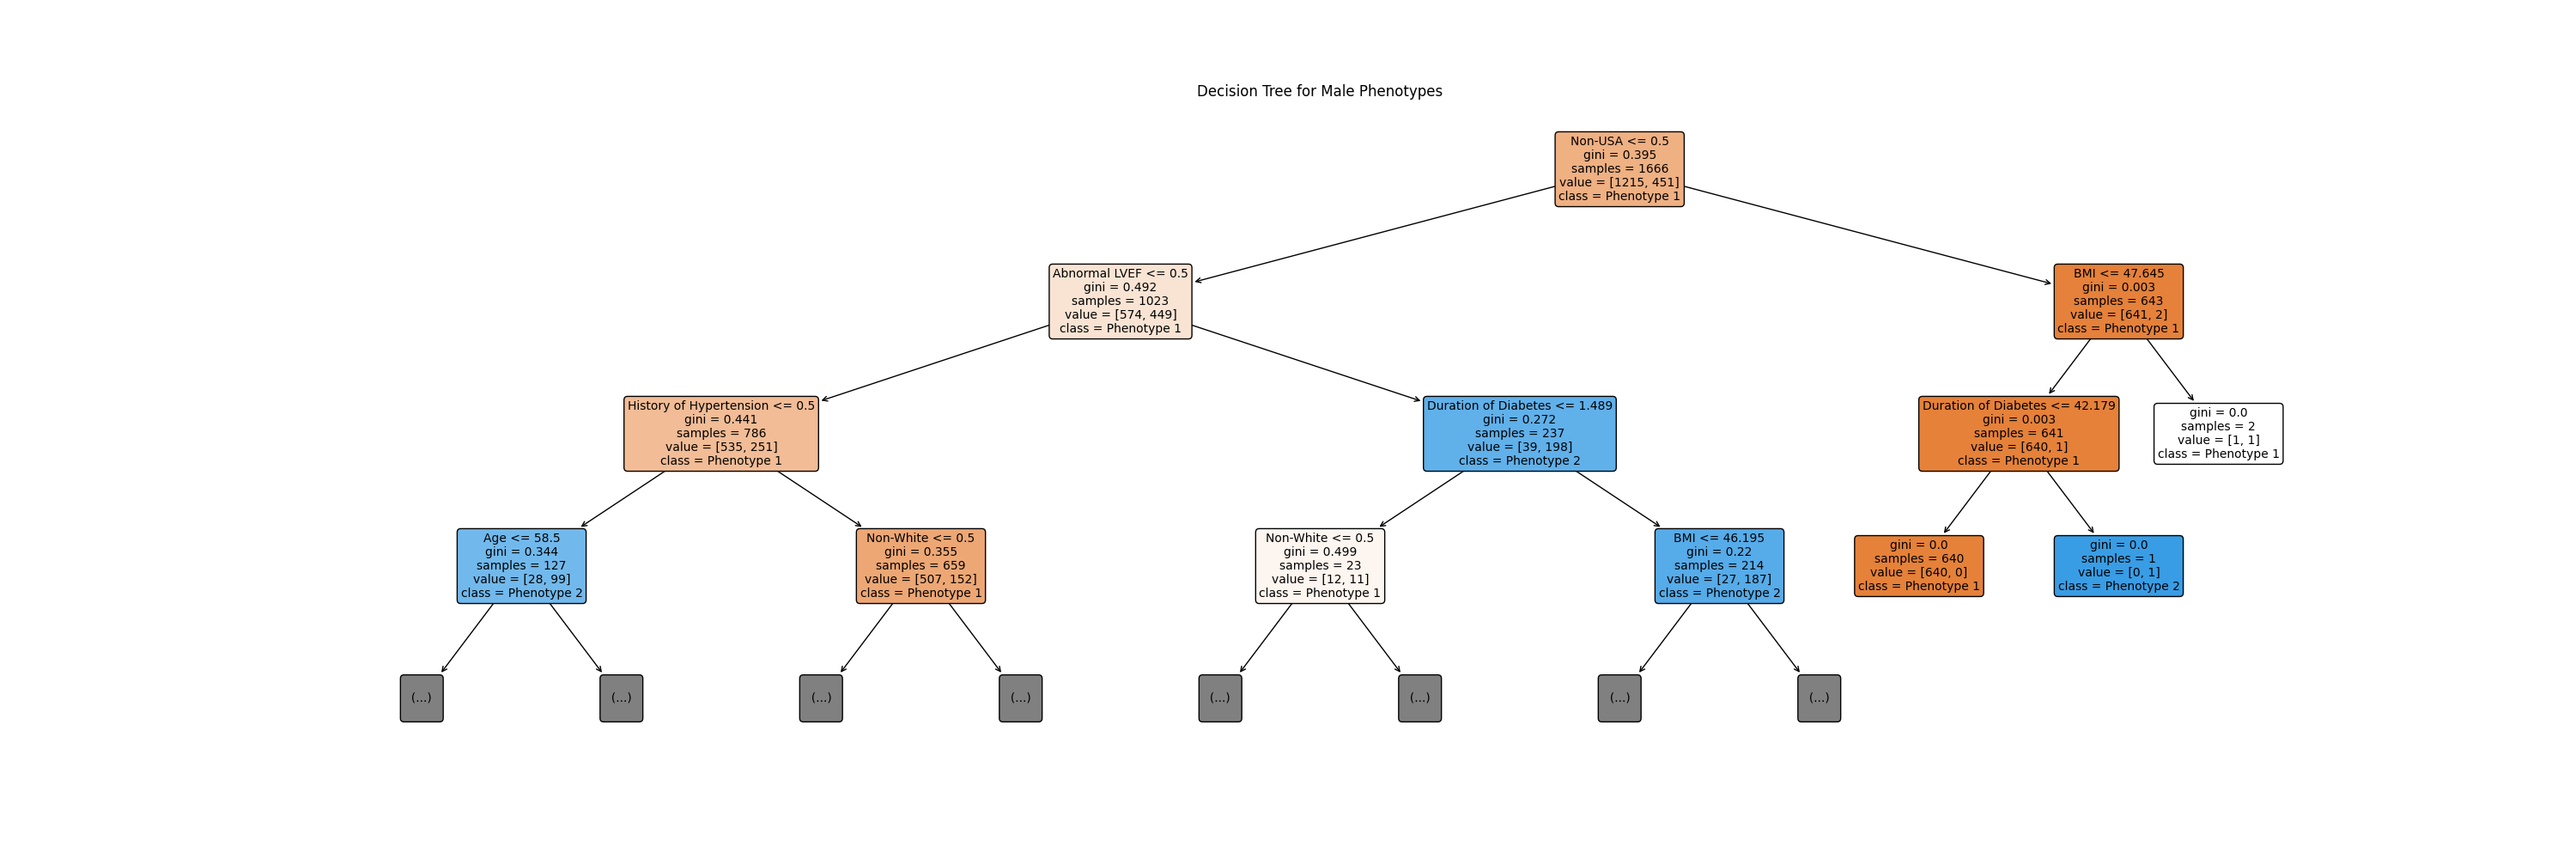 Decision Tree for Male Phenotypes
Non-USA <= 0.5
gini = 0.395
samples = 1666
value = [1215, 451]
class = Phenotype 1
Abnormal LVEF <= 0.5
gini = 0.492
samples = 1023
value = [574, 449]
class = Phenotype 1
BMI <= 47.645
gini = 0.003
samples = 643
value = [641, 2]
class = Phenotype 1
History of Hypertension <= 0.5
gini = 0.441
samples = 786
value = [535, 251]
class = Phenotype 1
Duration of Diabetes <= 1.489
gini = 0.272
samples = 237
value = [39, 198]
class = Phenotype 2
Duration of Diabetes <= 42.179
gini = 0.003
samples = 641
value = [640, 1]
class = Phenotype 1
gini = 0.0
samples = 2
value = [1, 1]
class = Phenotype 1
Age <= 58.5
gini = 0.344
samples = 127
value = [28, 99]
class = Phenotype 2
Non-White <= 0.5
gini = 0.355
samples = 659
value = [507, 152]
class = Phenotype 1
Non-White <= 0.5
gini = 0.499
samples = 23
value = [12, 11]
class = Phenotype 1
BMI <= 46.195
gini = 0.22
samples = 214
value = [27, 187]
class = Phenotype 2
gini = 0.0
samples = 640
value = [640, 0]
class = Phenotype 1
gini = 0.0
samples = 1
value = [0, 1]
class = Phenotype 2
(...)
(...)
(...)
(...)
(...)
(...)
(...)
(...)